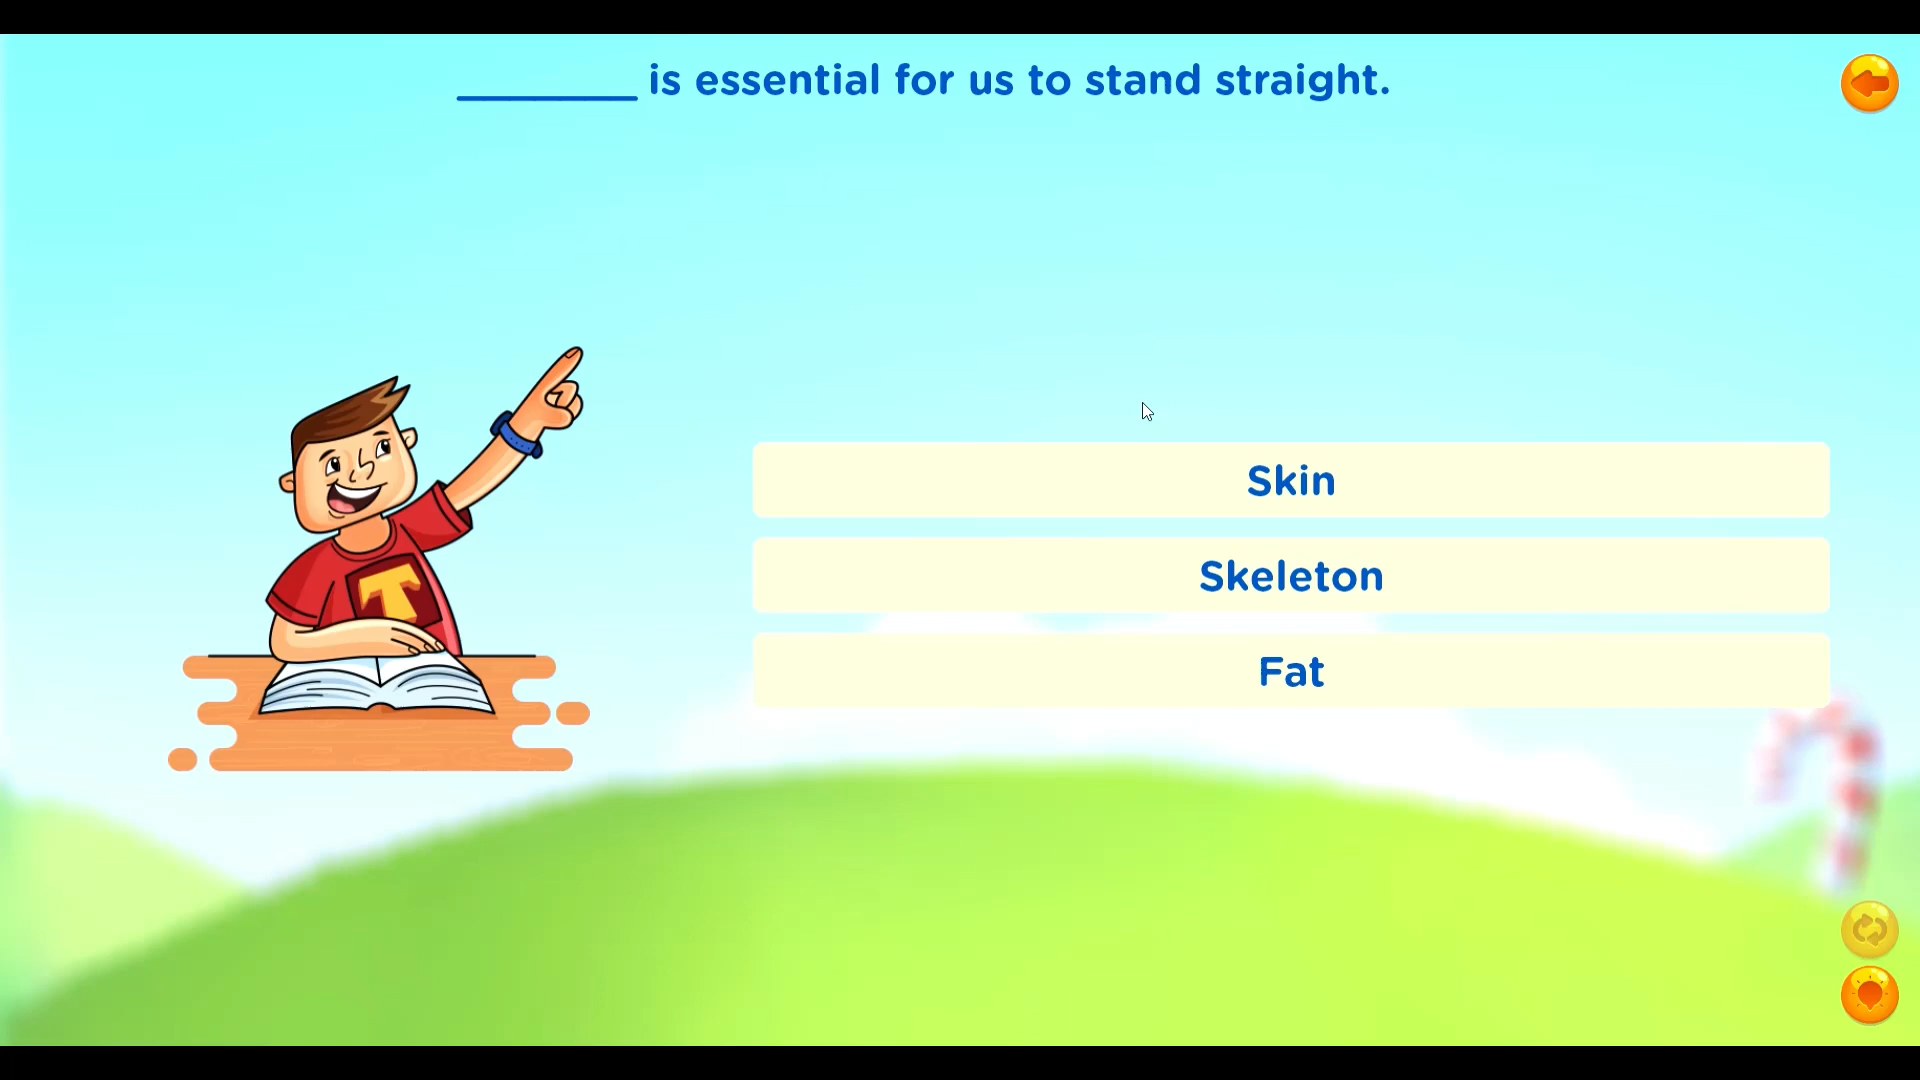 ________ is essential for us to stand straight.
T
Skin
Skeleton
Fat